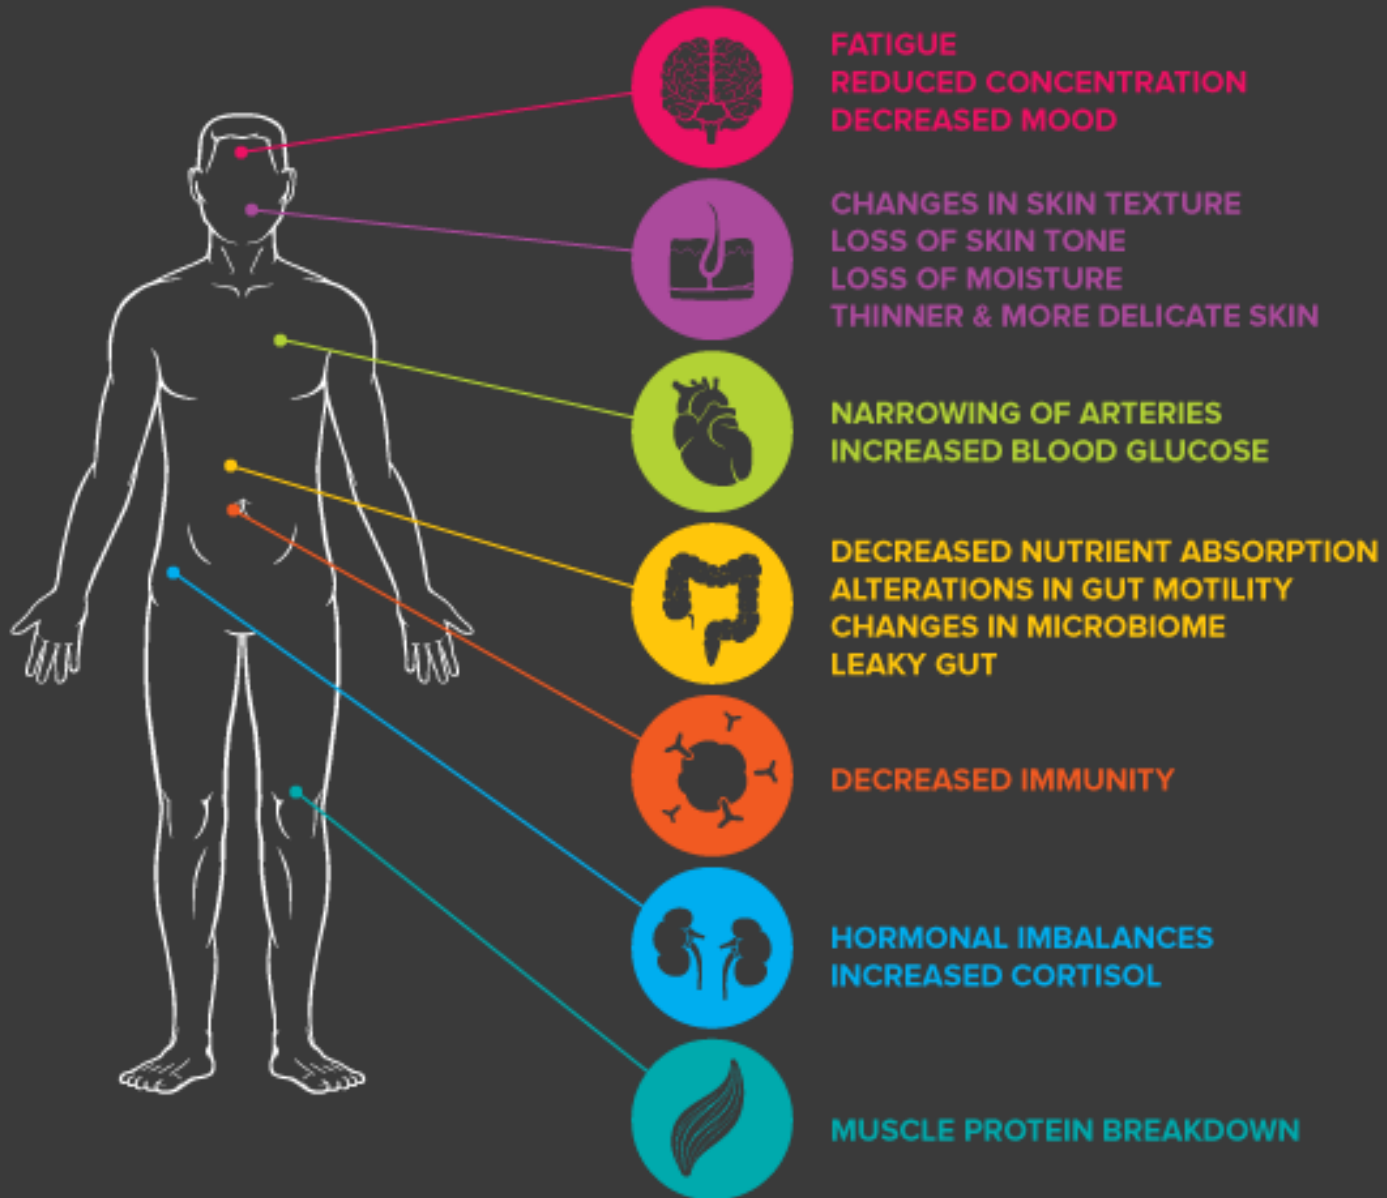 FATIGUE
REDUCED CONCENTRATION
DECREASED MOOD
CHANGES IN SKIN TEXTURE
LOSS OF SKIN TONE
LOSS OF MOISTURE
THINNER & MORE DELICATE SKIN
NARROWING OF ARTERIES
INCREASED BLOOD GLUCOSE
DECREASED NUTRIENT ABSORPTION
ALTERATIONS IN GUT MOTILITY
CHANGES IN MICROBIOME
LEAKY GUT
DECREASED IMMUNITY
HORMONAL IMBALANCES
INCREASED CORTISOL
MUSCLE PROTEIN BREAKDOWN